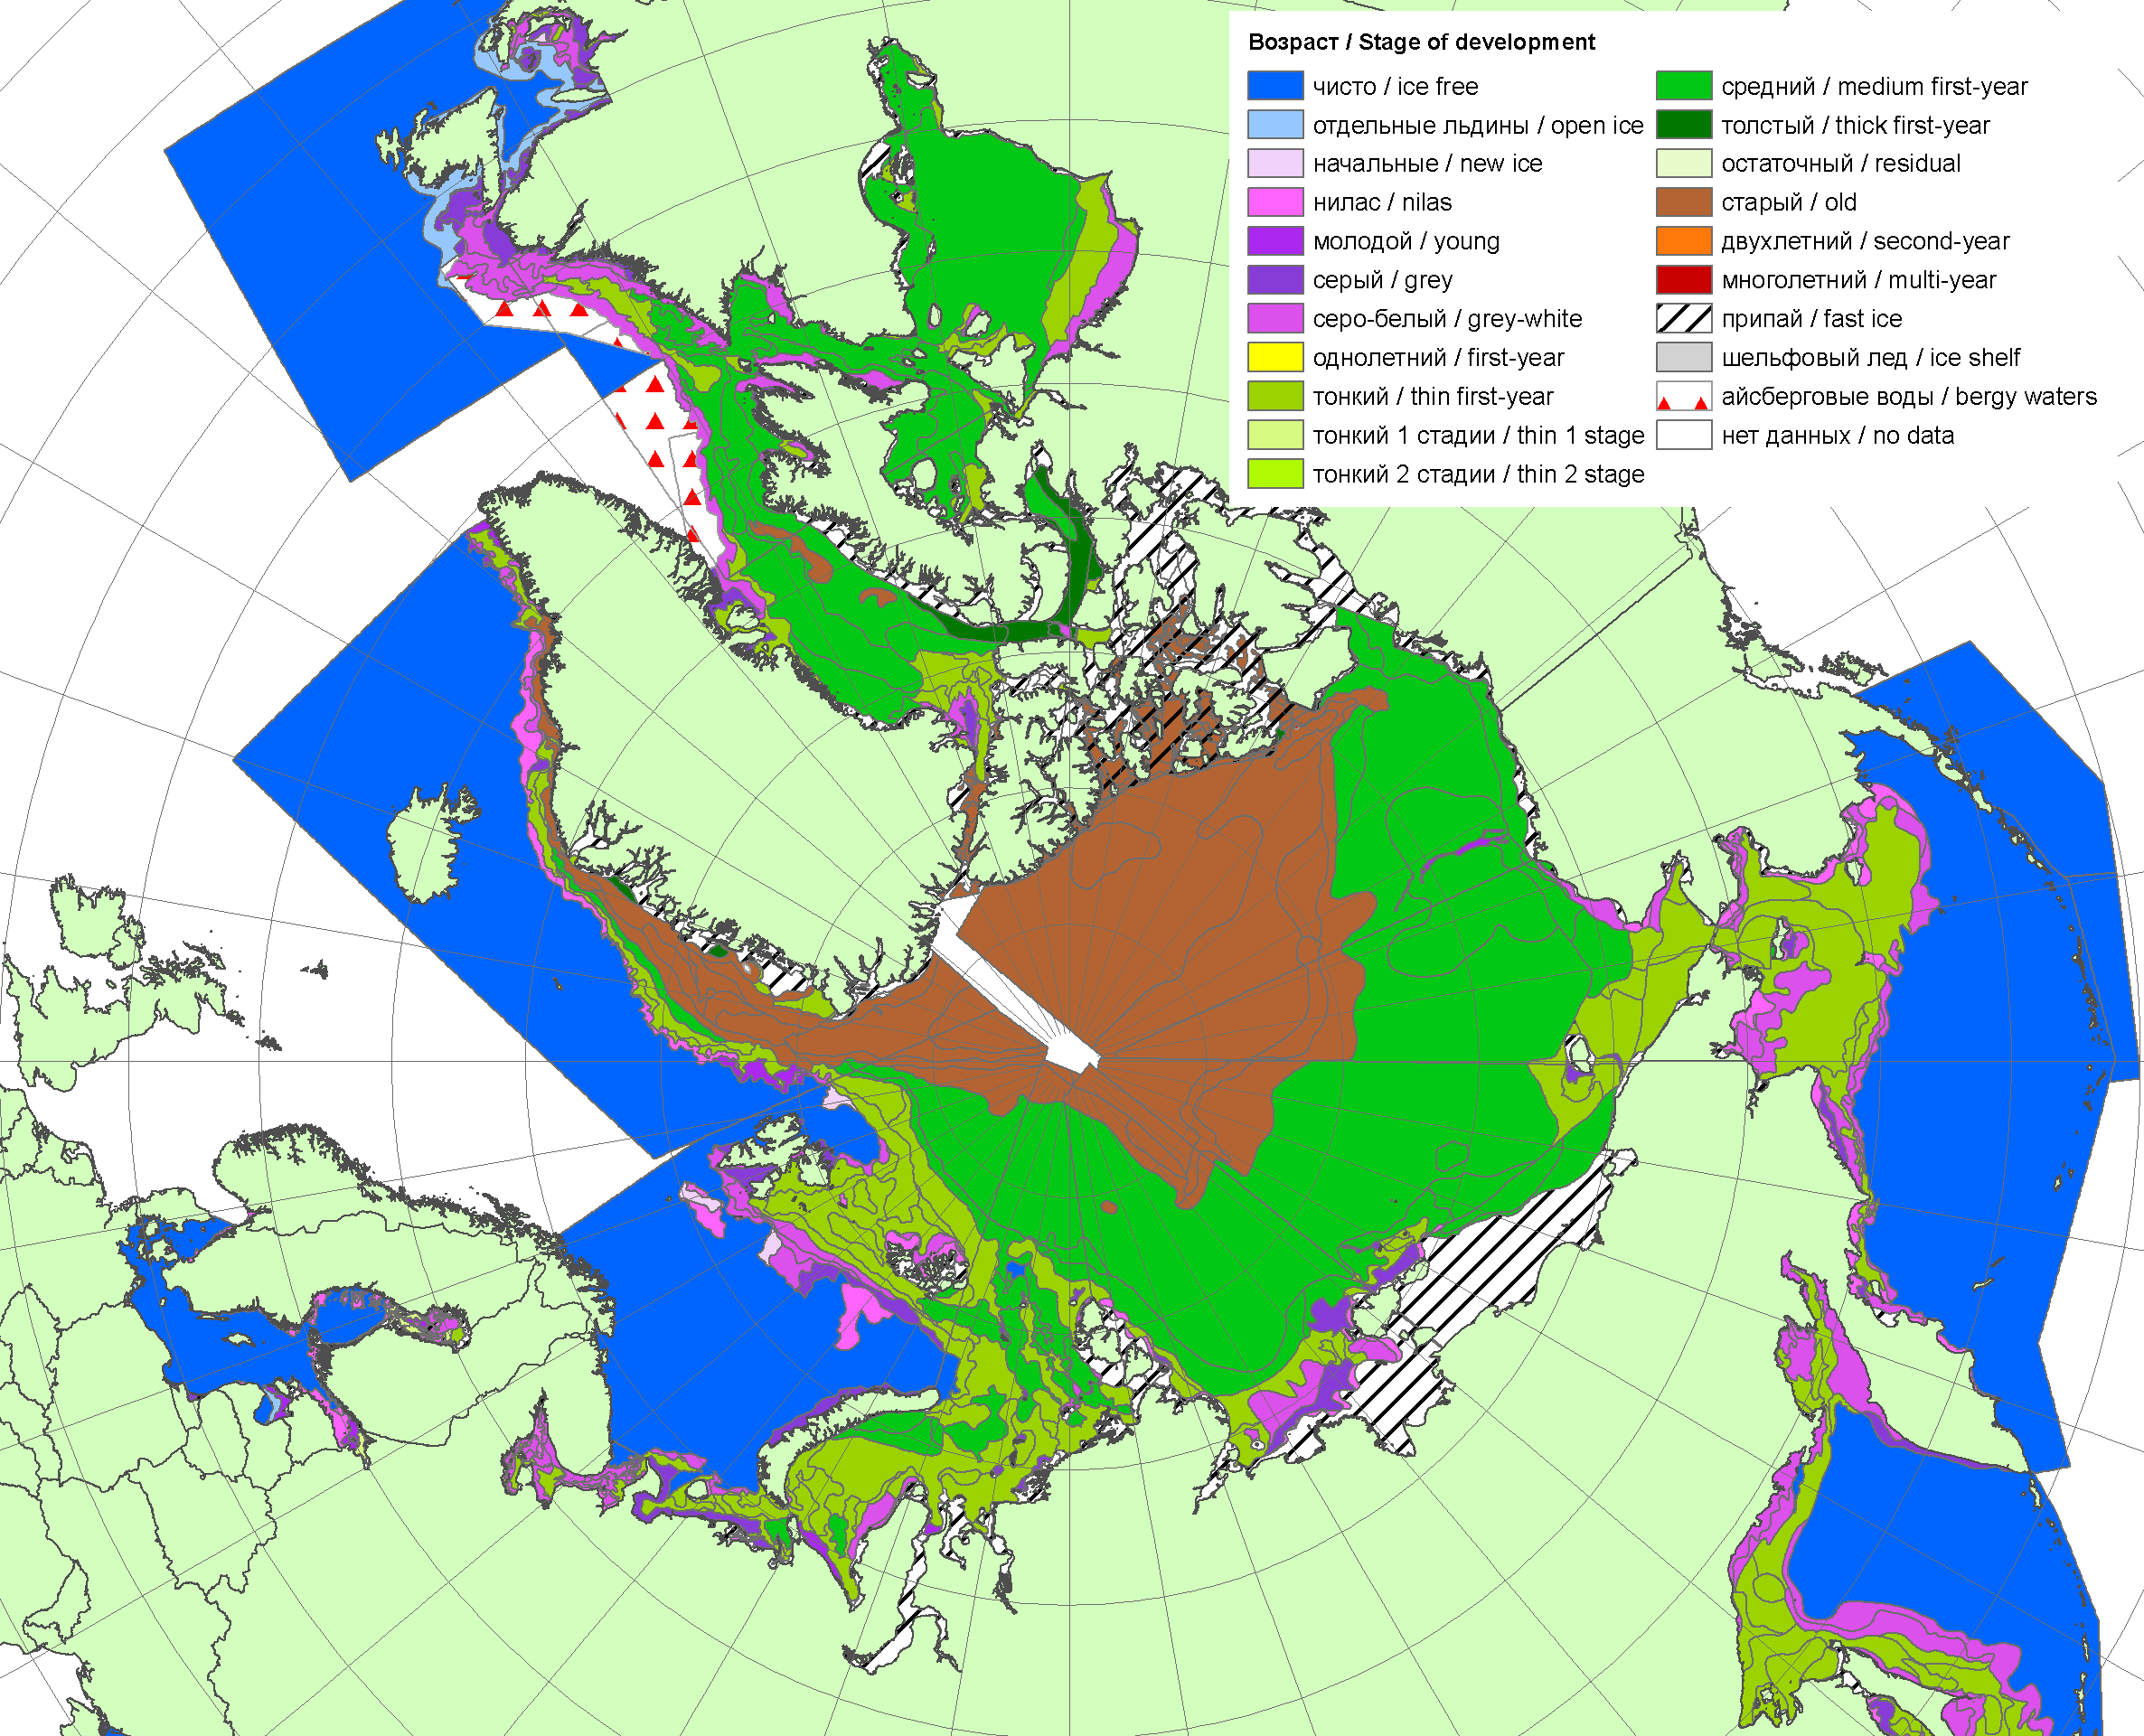 Возраст / Stage of development
чисто / ice free
отдельные льдины / open ice
начальные / new ice
нилас / nilas
молодой / young
серый / grey
серо-белый / grey-white
однолетний / first-year
тонкий / thin first-year
тонкий 1 стадии / thin 1 stage
тонкий 2 стадии / thin 2 stage
средний / medium first-year
толстый / thick first-year
остаточный / residual
старый / old
двухлетний / second-year
многолетний / multi-year
припай / fast ice
шельфовый лед / ice shelf
айсберговые воды / bergy waters
нет данных / no data